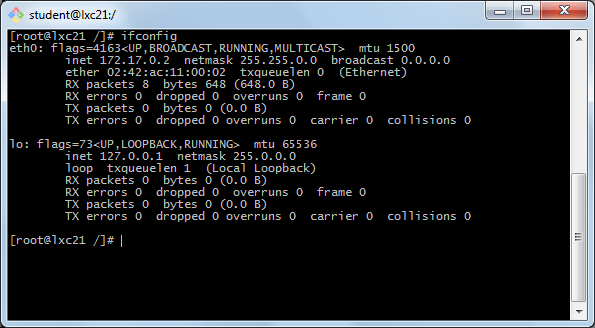 student@lxc21:/
[root@lxc21 /]# ifconfig
eth0: flags=4163<UP,BROADCAST,RUNNING,MULTICAST>  mtu 1500
        inet 172.17.0.2  netmask 255.255.0.0  broadcast 0.0.0.0
        ether 02:42:ac:11:00:02  txqueuelen 0  (Ethernet)
        RX packets 8  bytes 648 (648.0 B)
        RX errors 0  dropped 0  overruns 0  frame 0
        TX packets 0  bytes 0 (0.0 B)
        TX errors 0  dropped 0 overruns 0  carrier 0  collisions 0

lo: flags=73<UP,LOOPBACK,RUNNING>  mtu 65536
        inet 127.0.0.1  netmask 255.0.0.0
        loop  txqueuelen 1  (Local Loopback)
        RX packets 0  bytes 0 (0.0 B)
        RX errors 0  dropped 0  overruns 0  frame 0
        TX packets 0  bytes 0 (0.0 B)
        TX errors 0  dropped 0 overruns 0  carrier 0  collisions 0

[root@lxc21 /]#